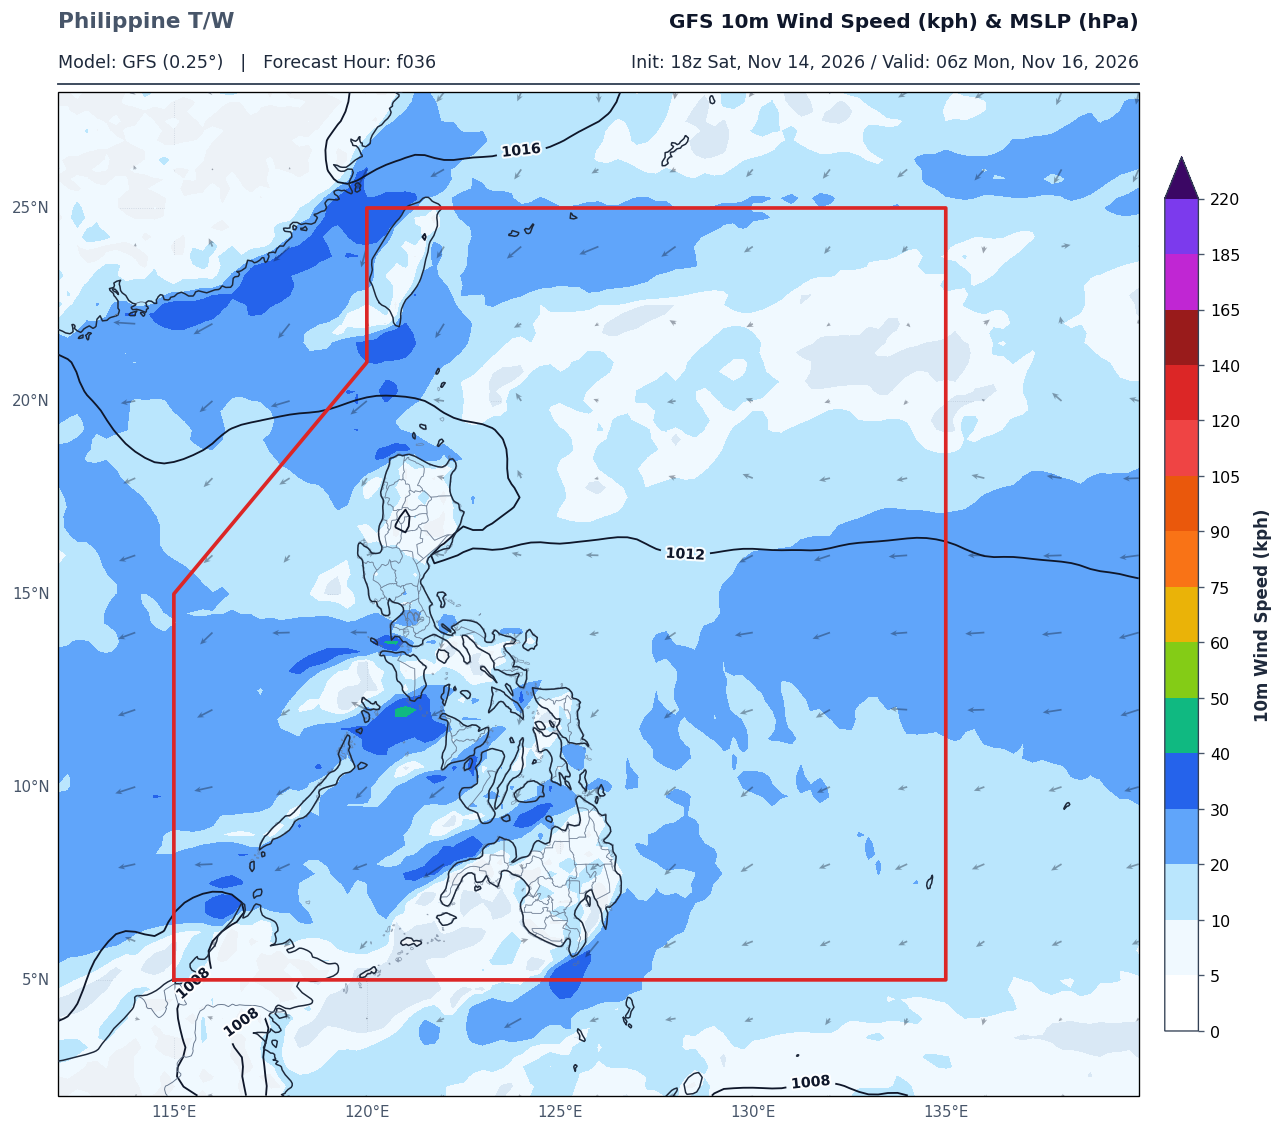 Philippine T/W
GFS 10m Wind Speed (kph) & MSLP (hPa)
Model: GFS (0.25°) | Forecast Hour: f036
Init: 18z Sat, Nov 14, 2026 / Valid: 06z Mon, Nov 16, 2026
1016
25°N
20°N
1012
15°N
10°N
1008
5°N
1008
1008
115°E
120°E
125°E
130°E
135°E
220
185
165
140
120
105
90
75
60
50
40
30
20
10
5
0
10m Wind Speed (kph)